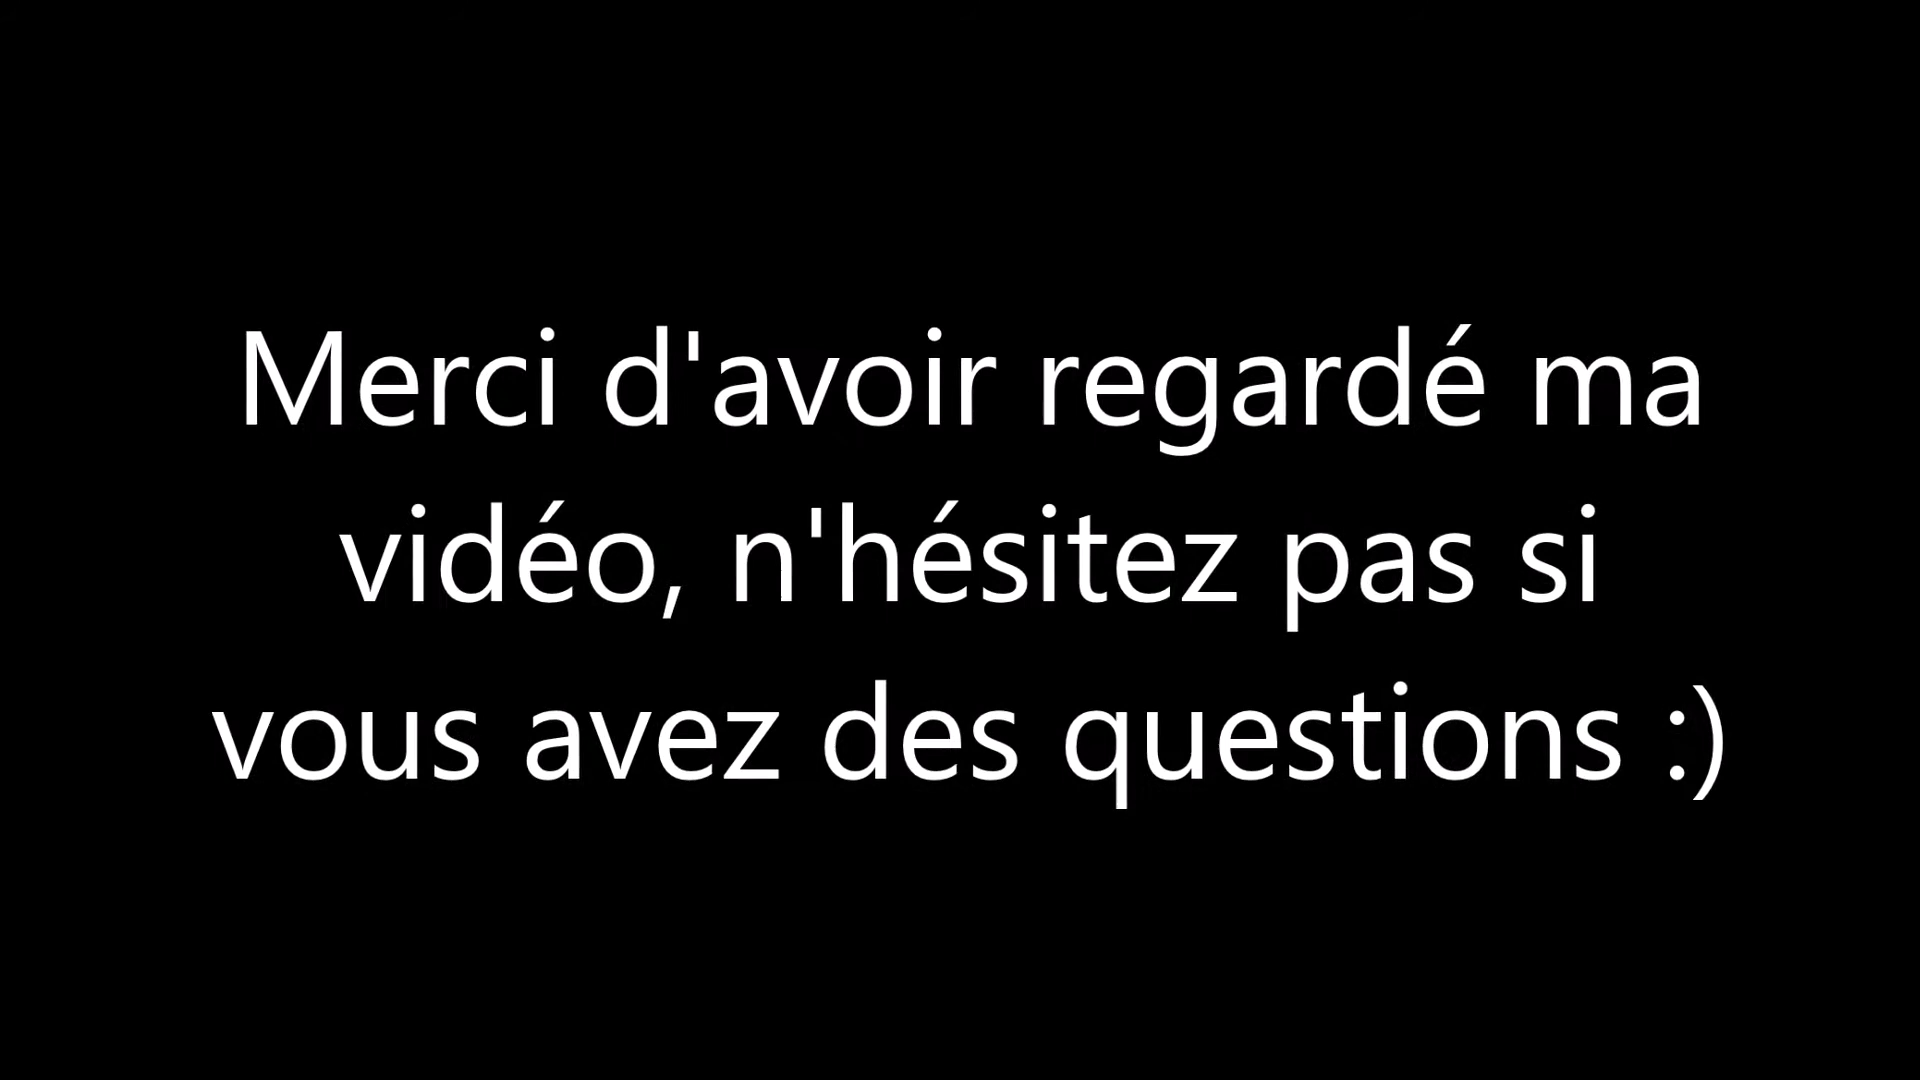 Merci d'avoir regardé ma
vidéo, n'hésitez pas si
vous avez des questions :)